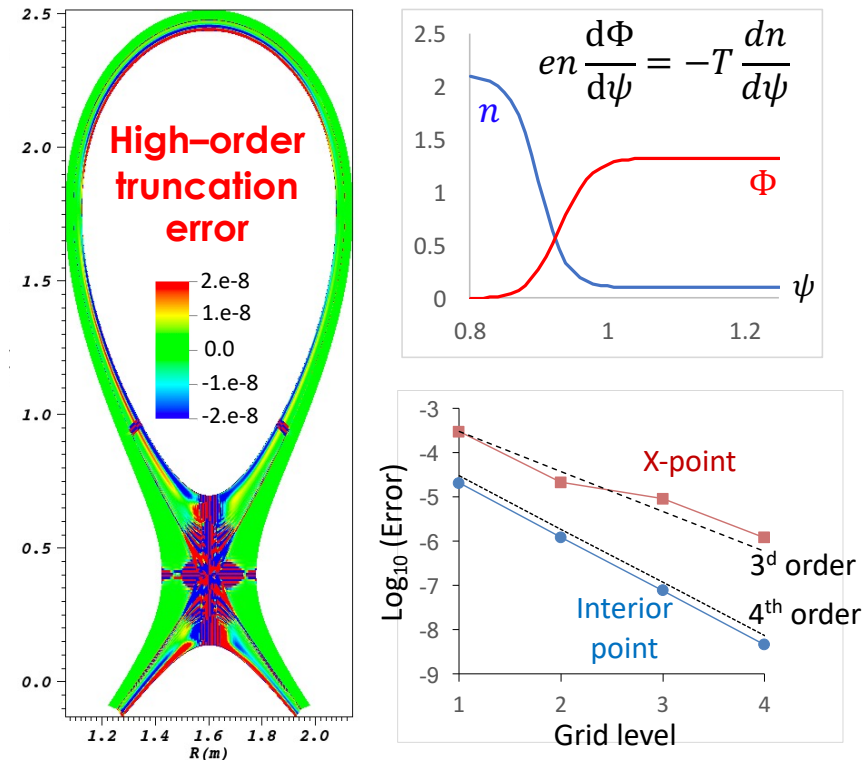 2.5
2.0
1.5
1.0
0.5
0.0
High–order
truncation
error
2.e-8
1.e-8
0.0
-1.e-8
-2.e-8
1.2 1.4 1.6 1.8 2.0
R(m)
2.5
2
1.5
1
0.5
0
en dΦ/dψ = −T dn/dψ
n
Φ
ψ
0.8 1 1.2
-3
-4
-5
-6
-7
-8
-9
Log₁₀ (Error)
X-point
3ᵈ order
4ᵗʰ order
Interior
point
1 2 3 4
Grid level